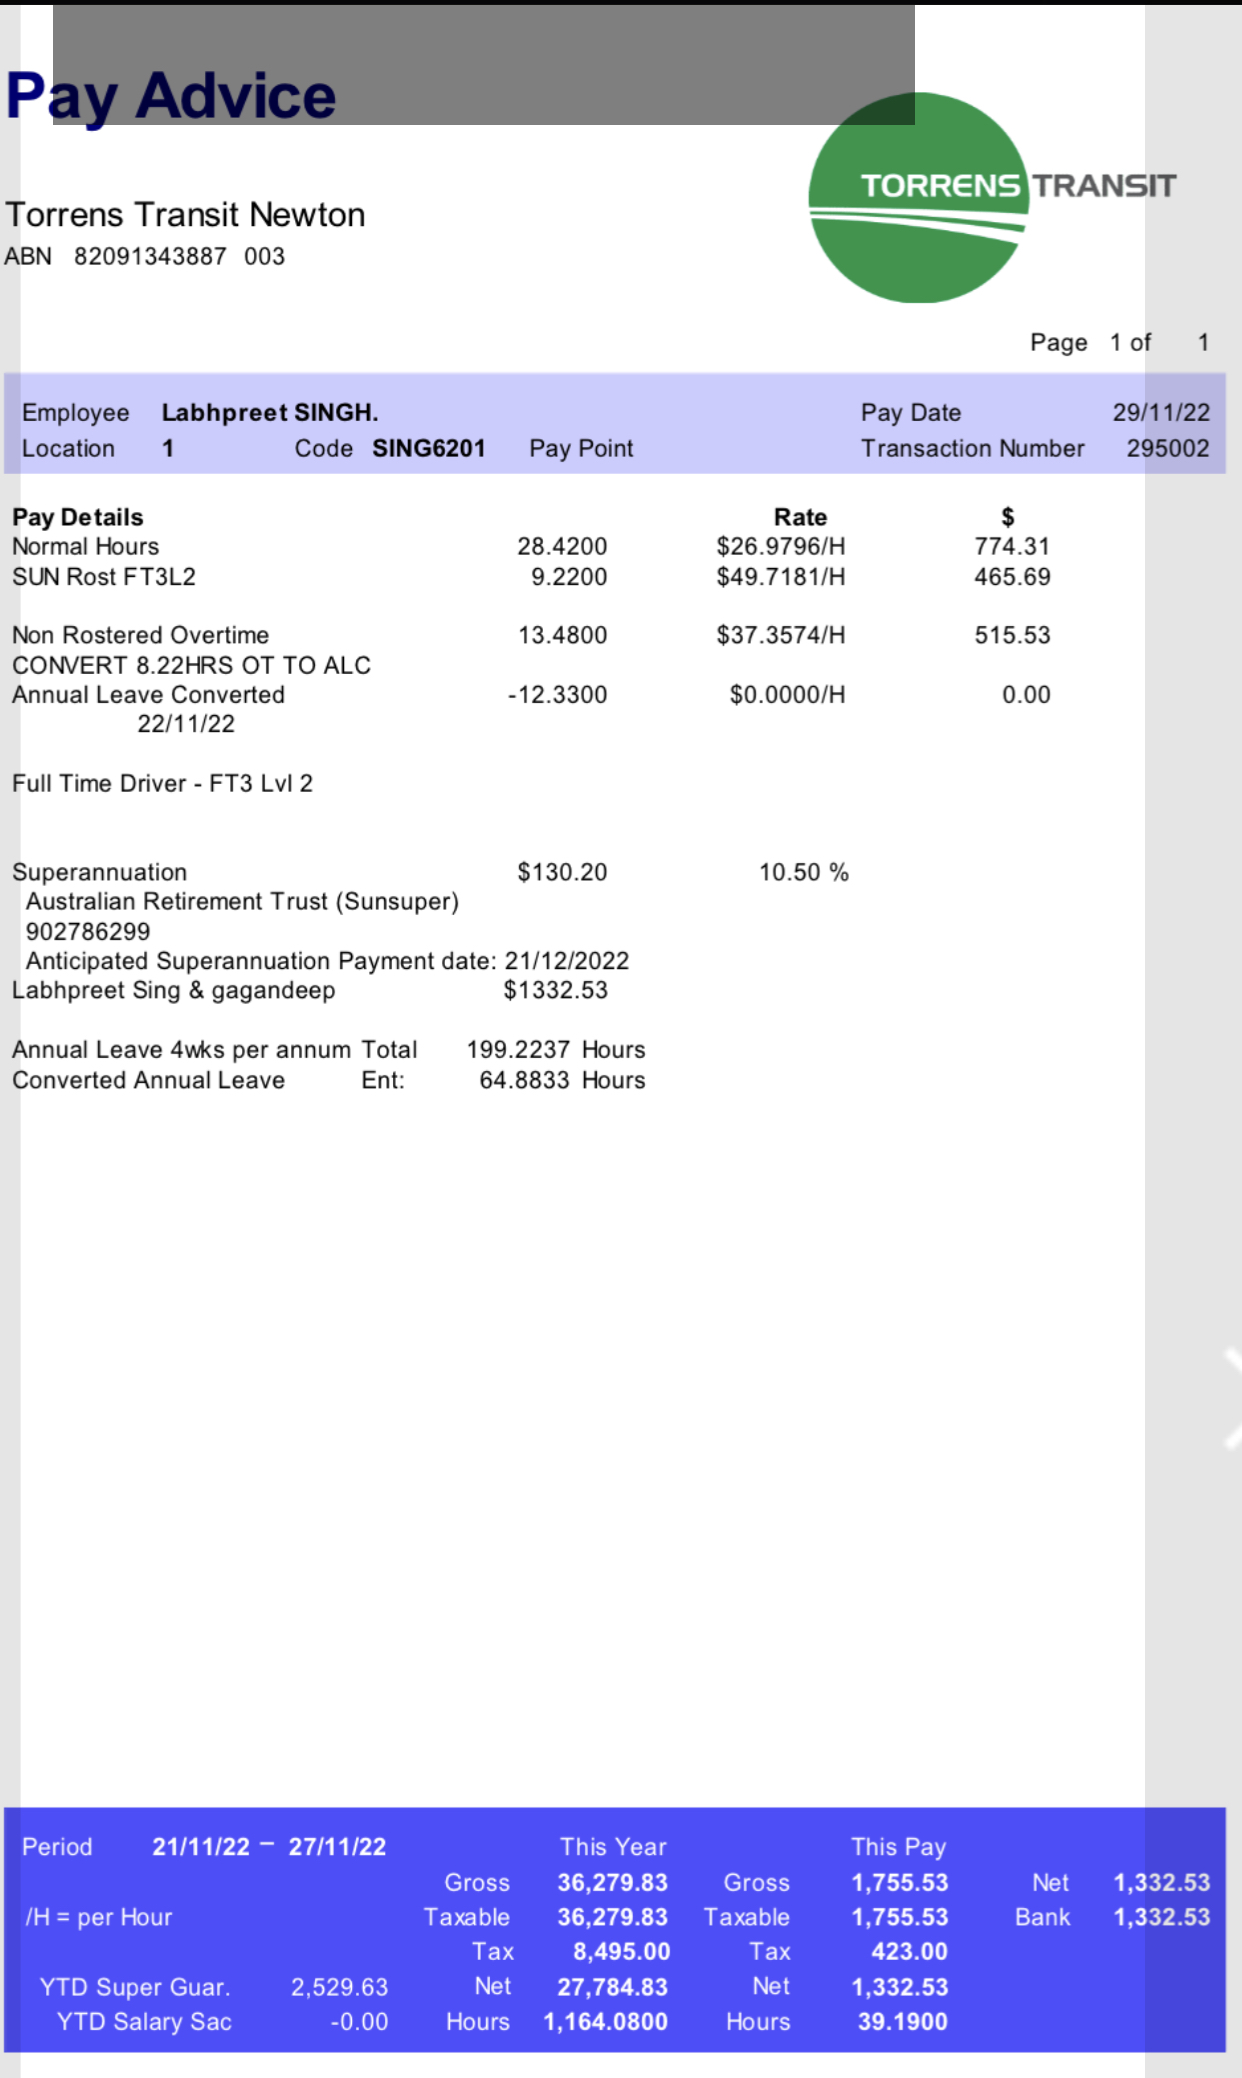 Pay Advice
TORRENS TRANSIT
Torrens Transit Newton
ABN 82091343887 003
Page 1 of 1
Employee Labhpreet SINGH. Pay Date 29/11/22
Location 1 Code SING6201 Pay Point Transaction Number 295002
Pay Details Rate $
Normal Hours 28.4200 $26.9796/H 774.31
SUN Rost FT3L2 9.2200 $49.7181/H 465.69
Non Rostered Overtime 13.4800 $37.3574/H 515.53
CONVERT 8.22HRS OT TO ALC
Annual Leave Converted -12.3300 $0.0000/H 0.00
22/11/22
Full Time Driver - FT3 Lvl 2
Superannuation $130.20 10.50 %
Australian Retirement Trust (Sunsuper)
902786299
Anticipated Superannuation Payment date: 21/12/2022
Labhpreet Sing & gagandeep $1332.53
Annual Leave 4wks per annum Total 199.2237 Hours
Converted Annual Leave Ent: 64.8833 Hours
Period 21/11/22 – 27/11/22 This Year This Pay
Gross 36,279.83 Gross 1,755.53 Net 1,332.53
/H = per Hour Taxable 36,279.83 Taxable 1,755.53 Bank 1,332.53
Tax 8,495.00 Tax 423.00
YTD Super Guar. 2,529.63 Net 27,784.83 Net 1,332.53
YTD Salary Sac -0.00 Hours 1,164.0800 Hours 39.1900